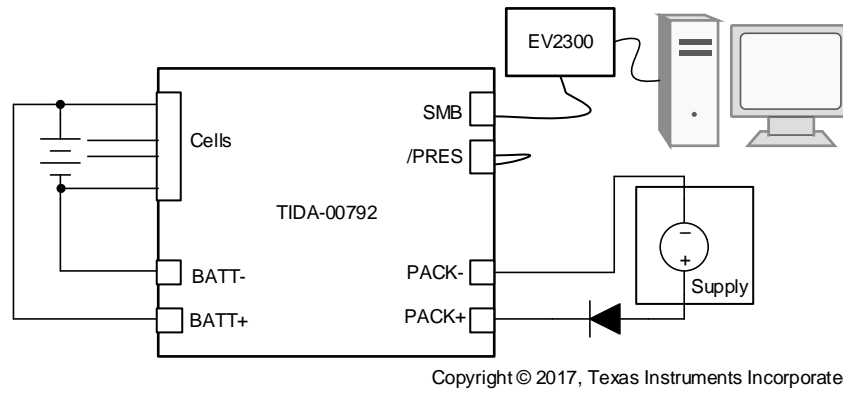 EV2300
SMB
Cells
/PRES
TIDA-00792
BATT-
PACK-
Supply
BATT+
PACK+
Copyright © 2017, Texas Instruments Incorporate